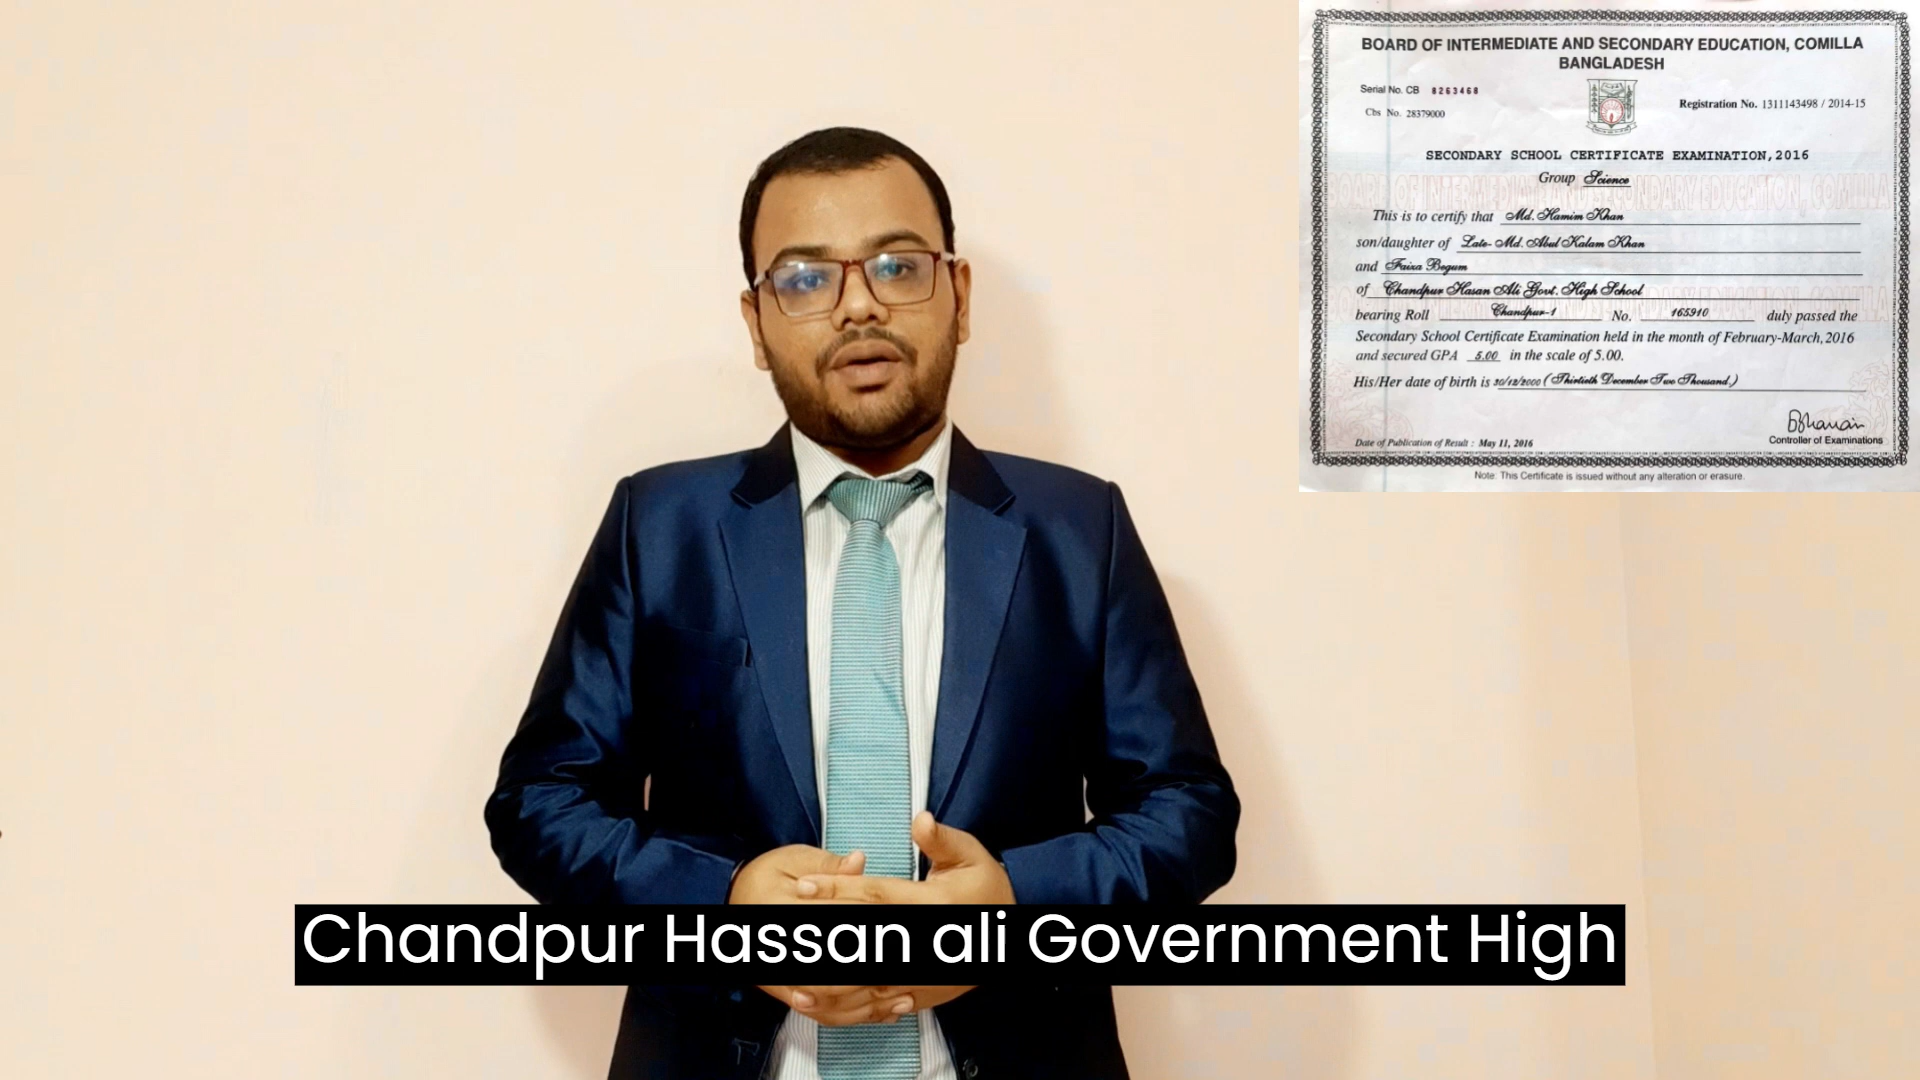 BOARD OF INTERMEDIATE AND SECONDARY EDUCATION, COMILLA
BANGLADESH
Serial No. CB 8263468
Cbs No. 28379000
Registration No. 1311143498 / 2014-15
SECONDARY SCHOOL CERTIFICATE EXAMINATION, 2016
Group Science
This is to certify that Md. Hamim Khan
son/daughter of Late- Md. Abul Kalam Khan
and Faiza Begum
of Chandpur Hasan Ali Govt. High School
bearing Roll Chandpur-1 No. 165910 duly passed the
Secondary School Certificate Examination held in the month of February-March, 2016
and secured GPA 5.00 in the scale of 5.00.
His/Her date of birth is 30/12/2000 (Thirtieth December Two Thousand.)
Controller of Examinations
Date of Publication of Result : May 11, 2016
Note: This Certificate is issued without any alteration or erasure.
Chandpur Hassan ali Government High